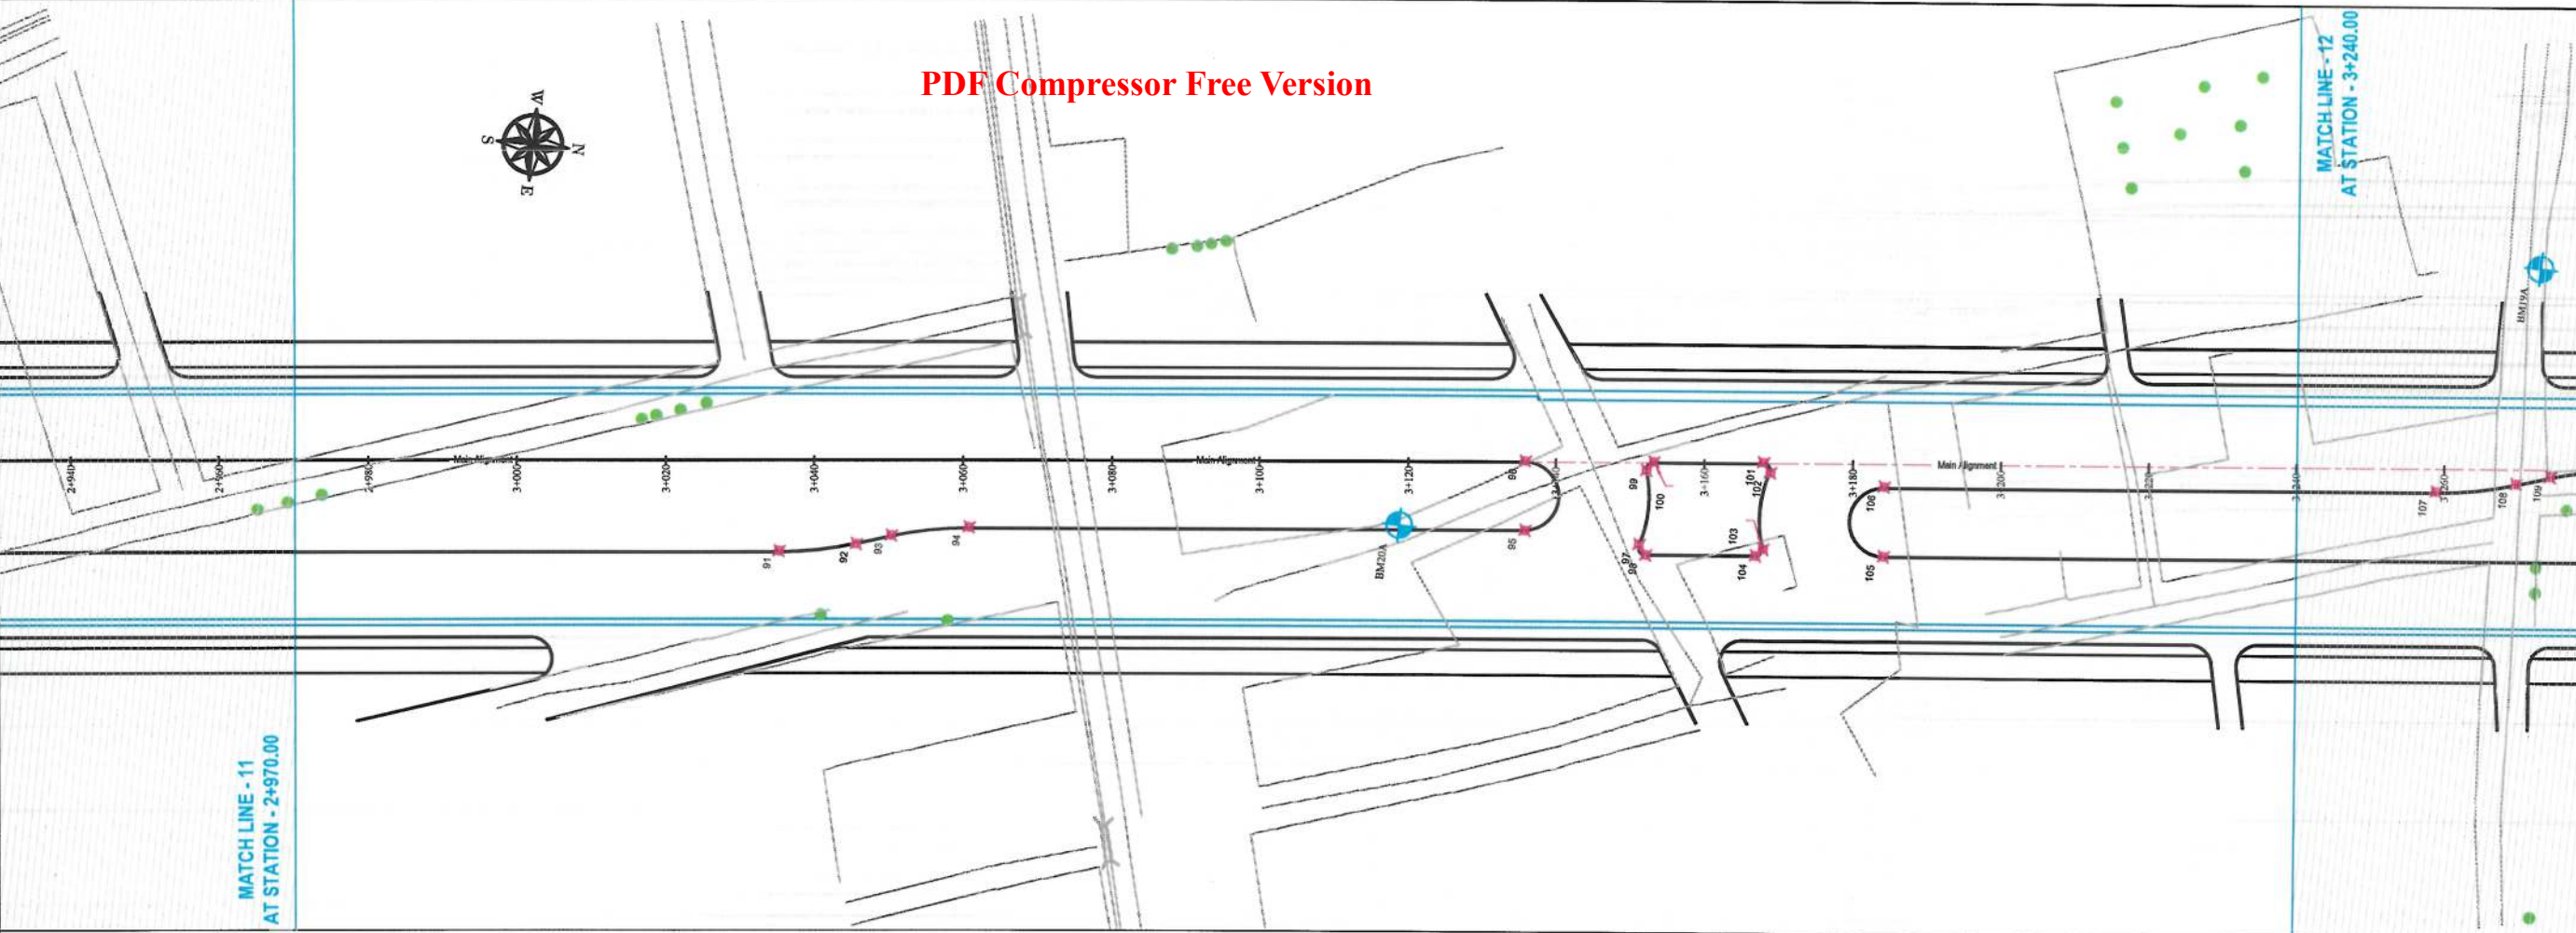 PDF Compressor Free Version
MATCH LINE - 12
AT STATION - 3+240.00
W
S
N
E
BM19A
2+940
2+960
2+980
Main Alignment
3+000
3+020
3+040
3+060
3+080
Main Alignment
3+100
3+120
96
99
100
3+160
101
102
3+180
106
Main Alignment
3+200
3+220
3+240
107
3+260
108
109
91
92
93
94
BM20A
95
97
98
103
104
105
MATCH LINE - 11
AT STATION - 2+970.00